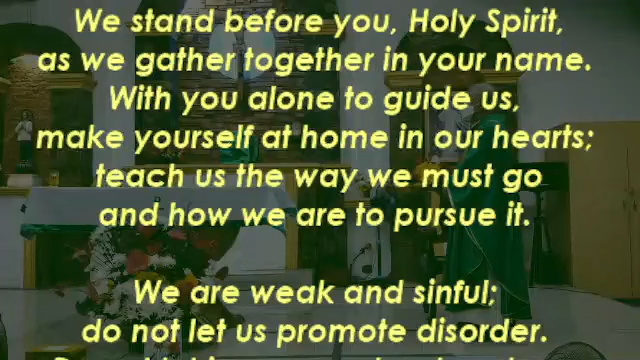 We stand before you, Holy Spirit,
as we gather together in your name.
With you alone to guide us,
make yourself at home in our hearts;
teach us the way we must go
and how we are to pursue it.
We are weak and sinful;
do not let us promote disorder.